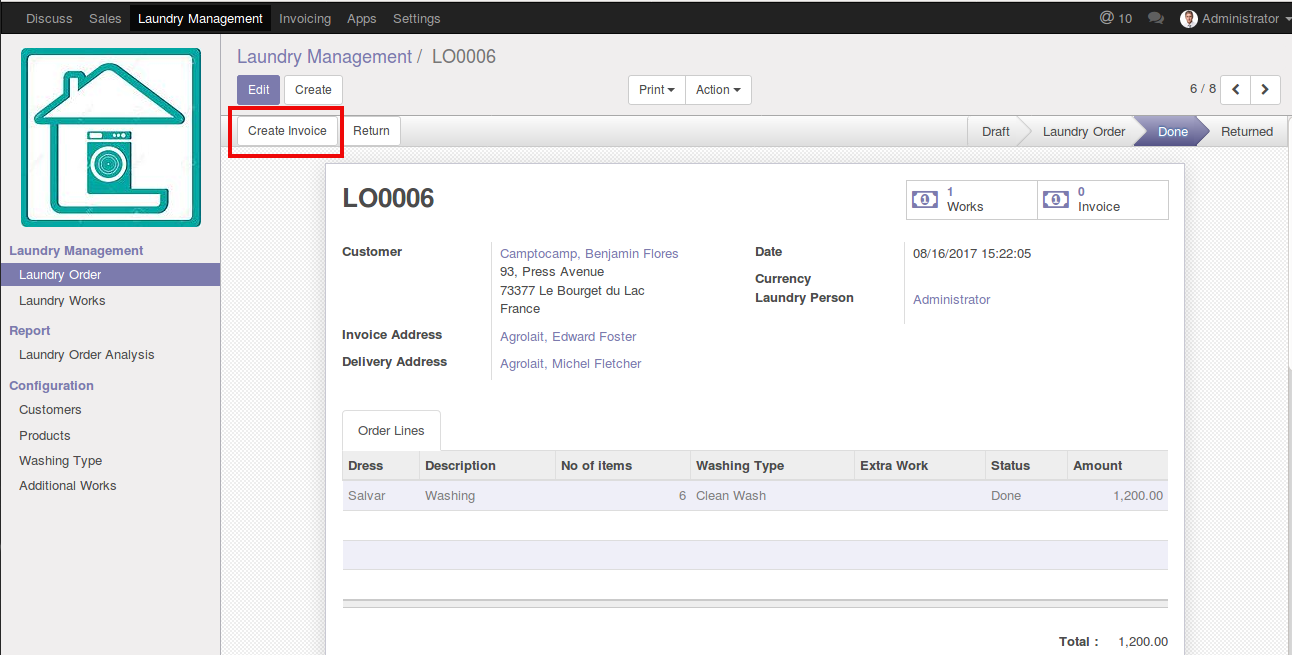 Discuss Sales Laundry Management Invoicing Apps Settings @ 10 Administrator
Laundry Management / LO0006
Edit Create Print Action 6 / 8
Create Invoice Return Draft Laundry Order Done Returned
LO0006
1 Works
0 Invoice
Laundry Management
Laundry Order
Laundry Works
Report
Laundry Order Analysis
Configuration
Customers
Products
Washing Type
Additional Works
Customer Camptocamp, Benjamin Flores
93, Press Avenue
73377 Le Bourget du Lac
France
Invoice Address Agrolait, Edward Foster
Delivery Address Agrolait, Michel Fletcher
Date 08/16/2017 15:22:05
Currency
Laundry Person Administrator
Order Lines
Dress Description No of items Washing Type Extra Work Status Amount
Salvar Washing 6 Clean Wash Done 1,200.00
Total : 1,200.00